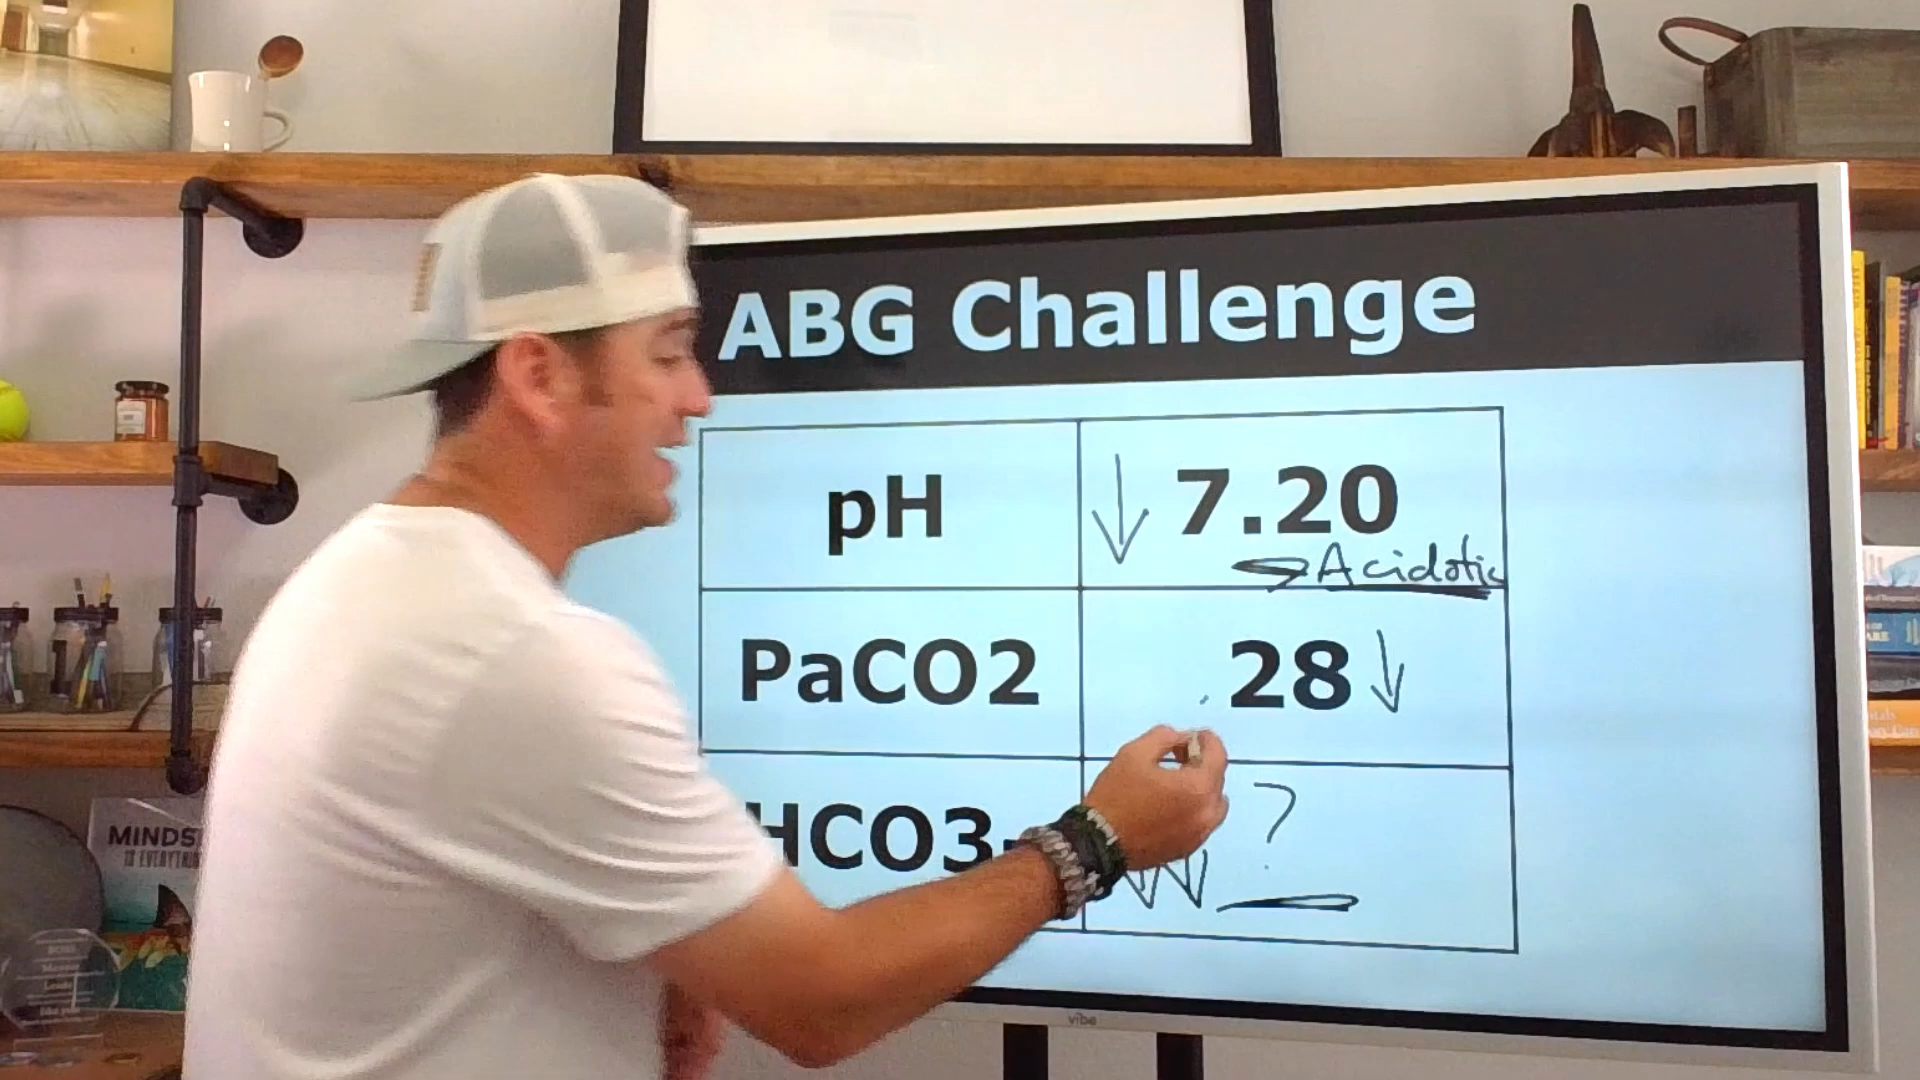 ABG Challenge
pH
↓ 7.20
→ Acidotic
PaCO2
28 ↓
HCO3-
?
MINDS
IS EVERYTHIN
vibe